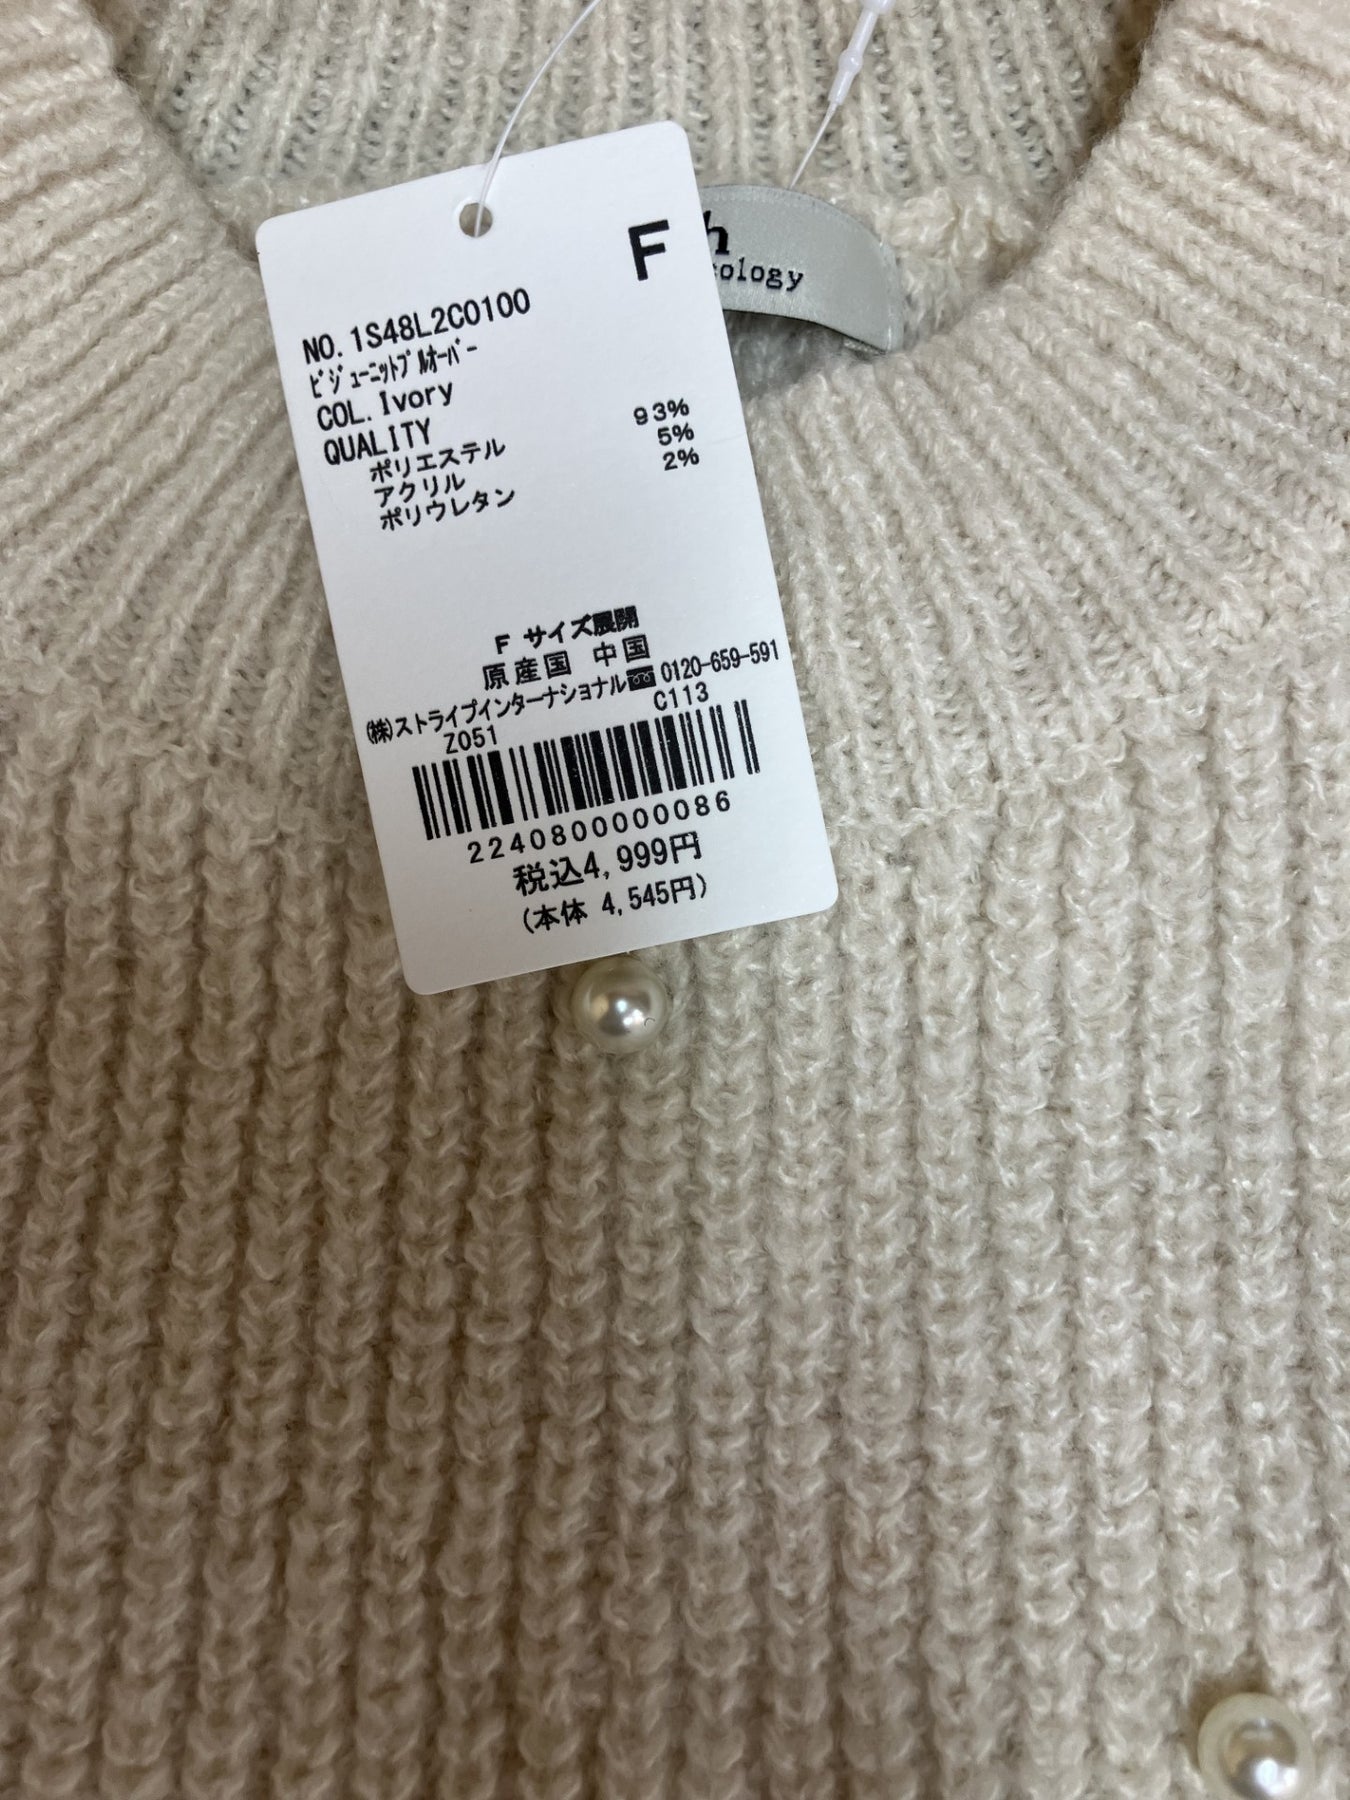 F
NO. 1S48L2C0100
ビジューニットプルオーバー
COL. Ivory
QUALITY
ポリエステル 93%
アクリル 5%
ポリウレタン 2%
F サイズ展開
原産国 中国
㈱ストライプインターナショナル☎0120-659-591
Z051 C113
2240800000086
税込4,999円
(本体 4,545円)
h
cology